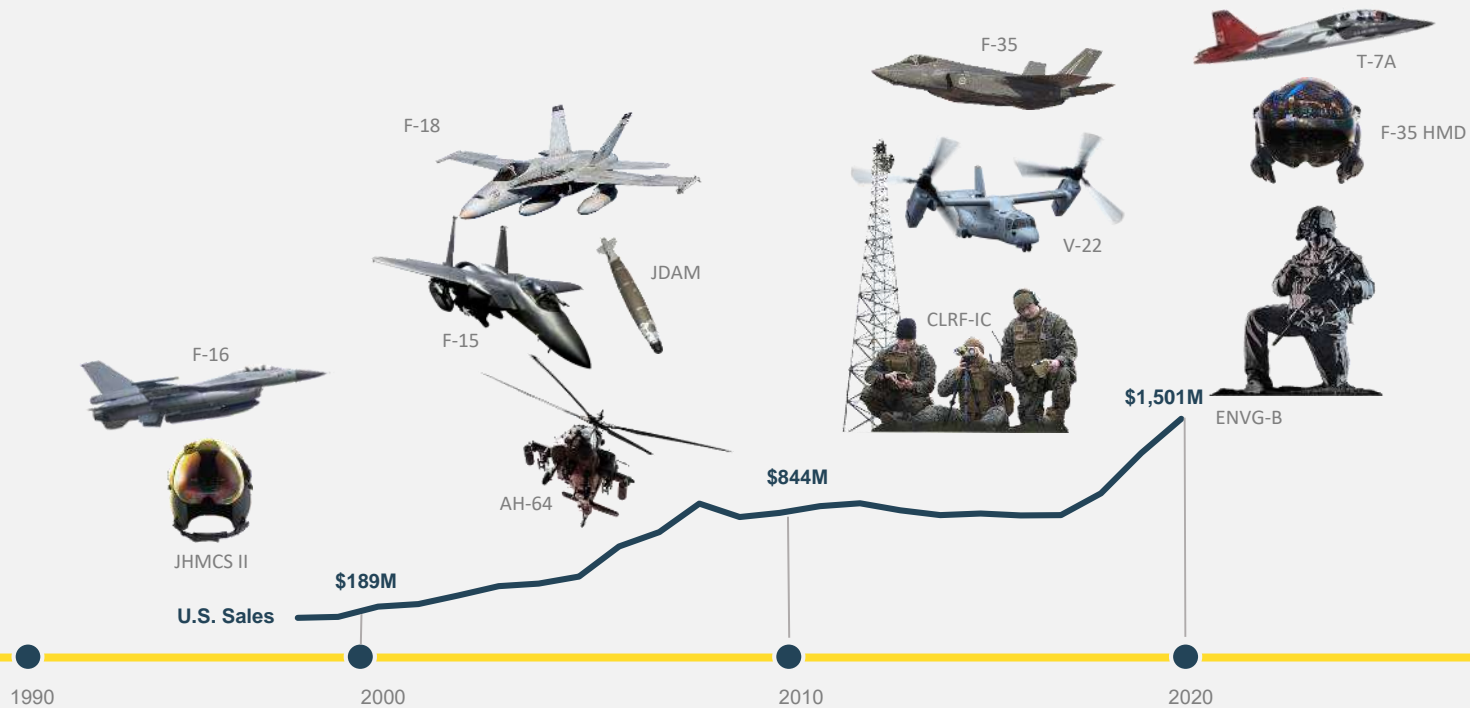 F-35
T-7A
F-18
F-35 HMD
V-22
JDAM
CLRF-IC
F-15
F-16
$1,501M
ENVG-B
$844M
AH-64
JHMCS II
$189M
U.S. Sales
1990
2000
2010
2020